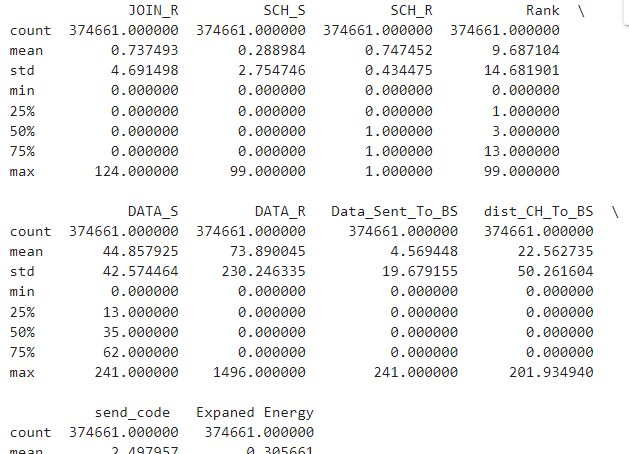 JOIN_R SCH_S SCH_R Rank \
count 374661.000000 374661.000000 374661.000000 374661.000000
mean 0.737493 0.288984 0.747452 9.687104
std 4.691498 2.754746 0.434475 14.681901
min 0.000000 0.000000 0.000000 0.000000
25% 0.000000 0.000000 0.000000 1.000000
50% 0.000000 0.000000 1.000000 3.000000
75% 0.000000 0.000000 1.000000 13.000000
max 124.000000 99.000000 1.000000 99.000000
DATA_S DATA_R Data_Sent_To_BS dist_CH_To_BS \
count 374661.000000 374661.000000 374661.000000 374661.000000
mean 44.857925 73.890045 4.569448 22.562735
std 42.574464 230.246335 19.679155 50.261604
min 0.000000 0.000000 0.000000 0.000000
25% 13.000000 0.000000 0.000000 0.000000
50% 35.000000 0.000000 0.000000 0.000000
75% 62.000000 0.000000 0.000000 0.000000
max 241.000000 1496.000000 241.000000 201.934940
send_code Expaned Energy
count 374661.000000 374661.000000
mean 2.497957 0.305661